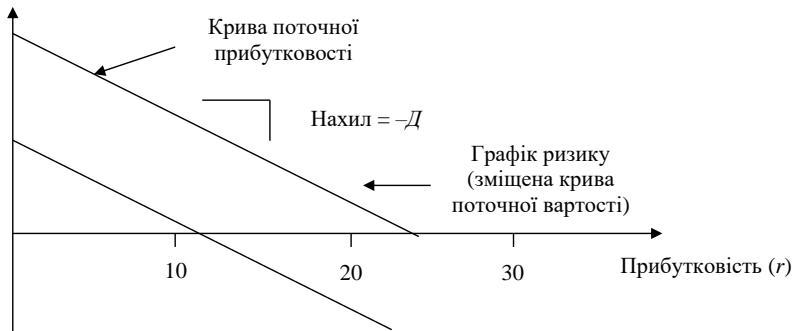 Крива поточної
прибутковості
Нахил = –Д
Графік ризику
(зміщена крива
поточної вартості)
10
20
30
Прибутковість (r)